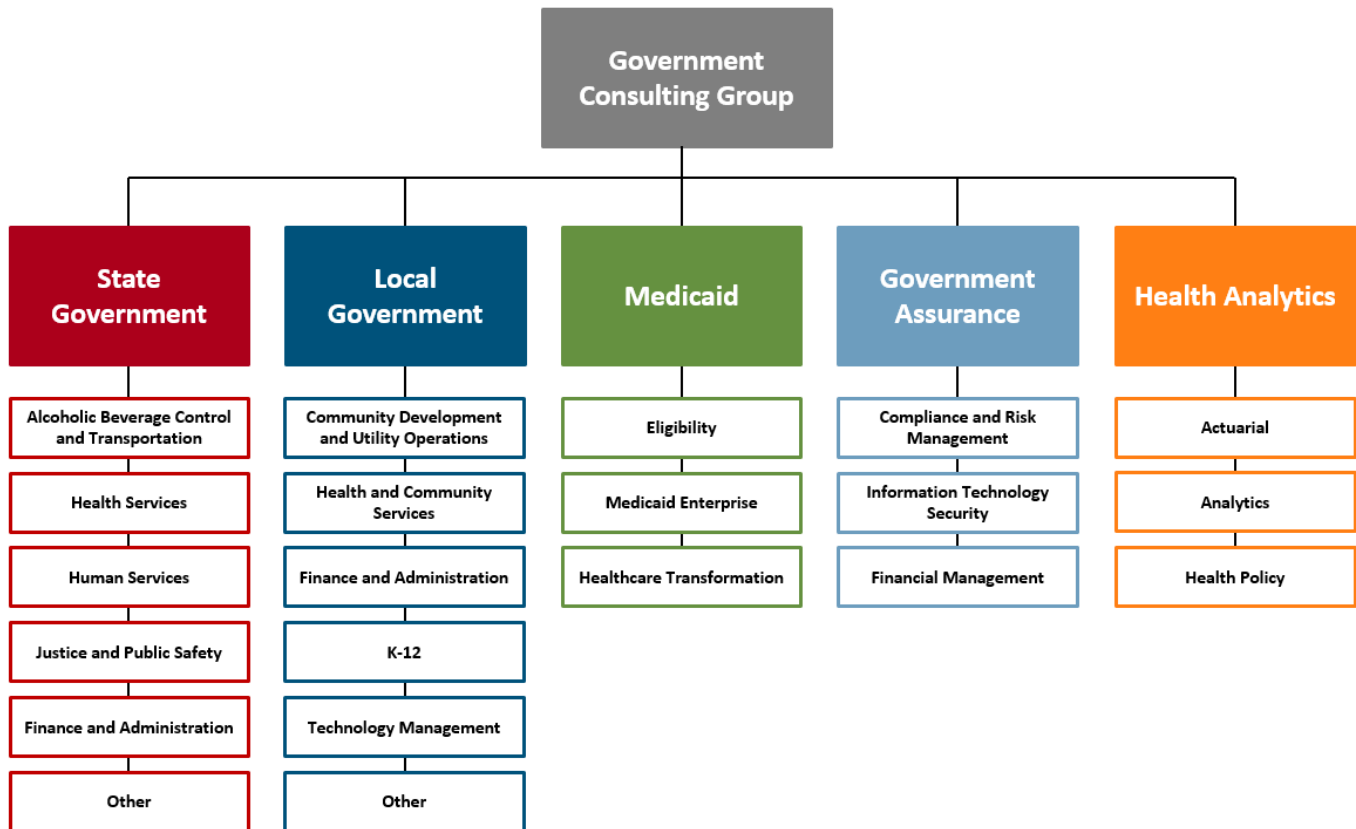 Government
Consulting Group
State
Government
Alcoholic Beverage Control
and Transportation
Health Services
Human Services
Justice and Public Safety
Finance and Administration
Other
Local
Government
Community Development
and Utility Operations
Health and Community
Services
Finance and Administration
K-12
Technology Management
Other
Medicaid
Eligibility
Medicaid Enterprise
Healthcare Transformation
Government
Assurance
Compliance and Risk
Management
Information Technology
Security
Financial Management
Health Analytics
Actuarial
Analytics
Health Policy